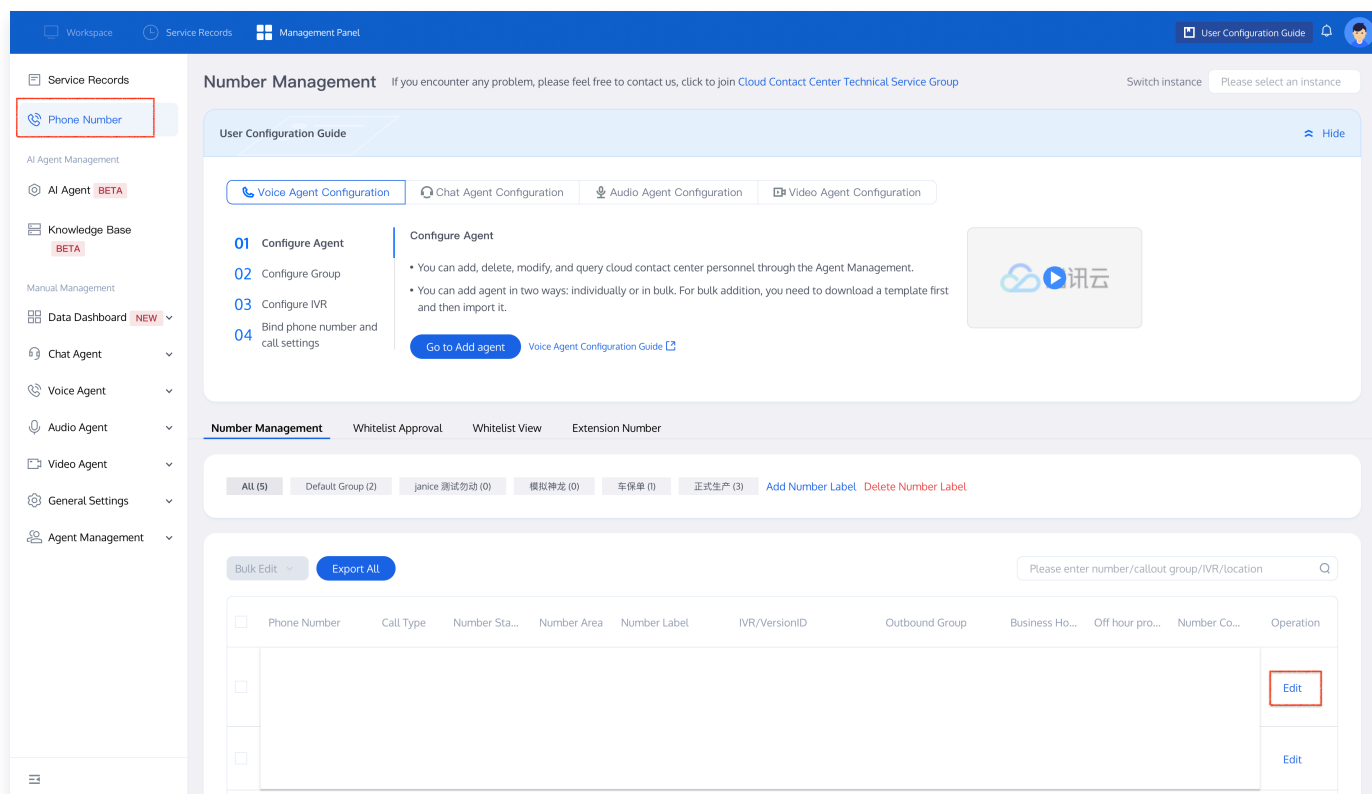 Workspace
Service Records
Management Panel
User Configuration Guide
Service Records
Phone Number
AI Agent Management
AI Agent BETA
Knowledge Base
BETA
Manual Management
Data Dashboard NEW
Chat Agent
Voice Agent
Audio Agent
Video Agent
General Settings
Agent Management
Number Management If you encounter any problem, please feel free to contact us, click to join Cloud Contact Center Technical Service Group
Switch instance Please select an instance
User Configuration Guide
Hide
Voice Agent Configuration
Chat Agent Configuration
Audio Agent Configuration
Video Agent Configuration
01 Configure Agent
02 Configure Group
03 Configure IVR
04 Bind phone number and
call settings
Configure Agent
• You can add, delete, modify, and query cloud contact center personnel through the Agent Management.
• You can add agent in two ways: individually or in bulk. For bulk addition, you need to download a template first
and then import it.
Go to Add agent
Voice Agent Configuration Guide
讯云
Number Management
Whitelist Approval
Whitelist View
Extension Number
All (5)
Default Group (2)
janice 测试勿动 (0)
模拟神龙 (0)
车保单 (1)
正式生产 (3)
Add Number Label
Delete Number Label
Bulk Edit
Export All
Please enter number/callout group/IVR/location
Phone Number
Call Type
Number Sta...
Number Area
Number Label
IVR/VersionID
Outbound Group
Business Ho...
Off hour pro...
Number Co...
Operation
Edit
Edit